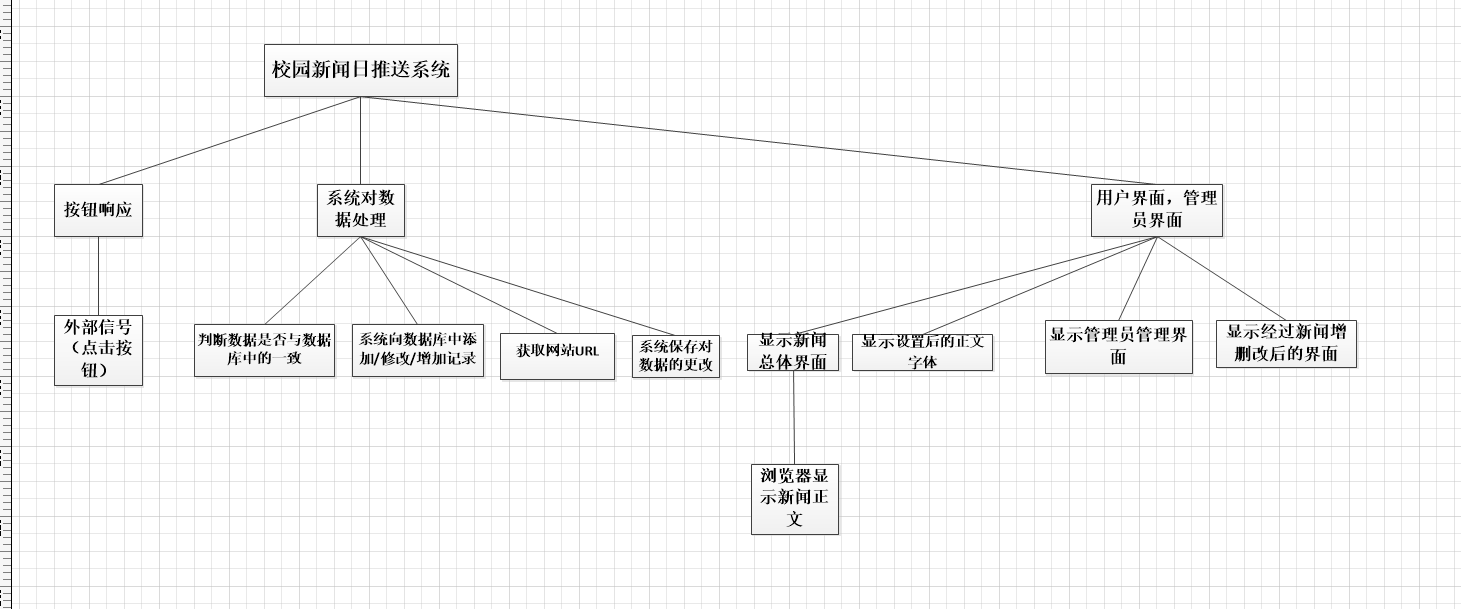 校园新闻日推送系统
按钮响应
系统对数
据处理
用户界面，管理
员界面
外部信号
（点击按
钮）
判断数据是否与数据
库中的一致
系统向数据库中添
加/修改/增加记录
获取网站URL
系统保存对
数据的更改
显示新闻
总体界面
显示设置后的正文
字体
显示管理员管理界
面
显示经过新闻增
删改后的界面
浏览器显
示新闻正
文